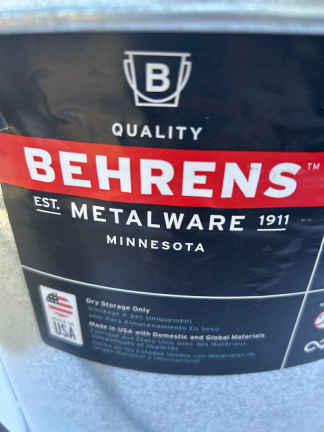 B
QUALITY
BEHRENS™
EST. METALWARE 1911
MINNESOTA
Dry Storage Only
Made in USA with Domestic and Global Materials
USA